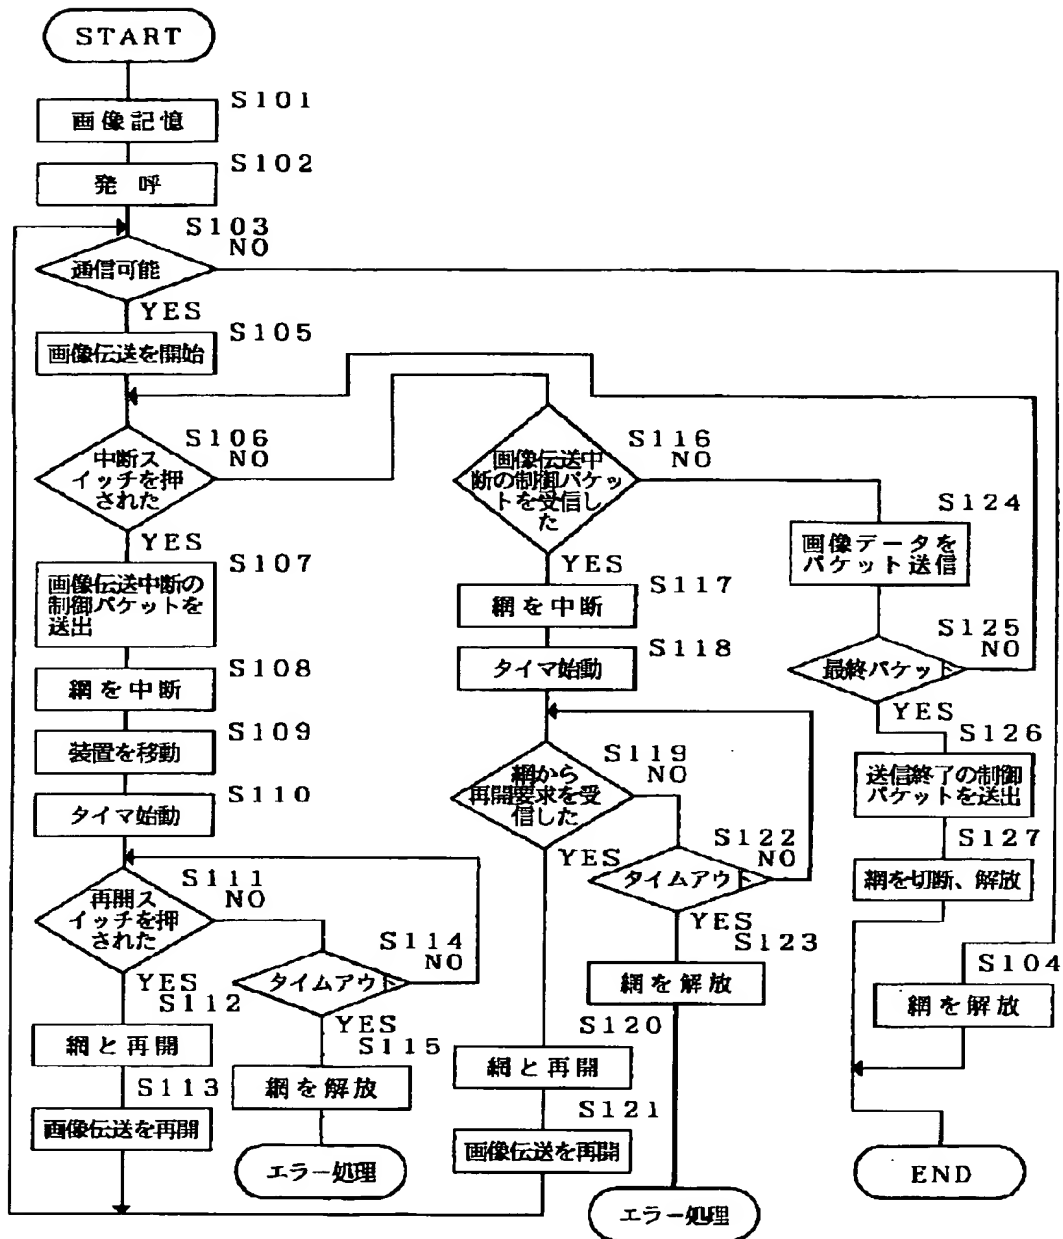 START
S101
画像記憶
S102
発呼
S103
NO
通信可能
YES
S105
画像伝送を開始
S106
NO
中断ス
イッチを押
された
YES
S107
画像伝送中断の
制御パケットを
送出
S108
網を中断
S109
装置を移動
S110
タイマ始動
S111
NO
再開ス
イッチを押
された
YES
S112
網と再開
S113
画像伝送を再開
S114
NO
タイムアウト
YES
S115
網を解放
エラー処理
S116
NO
画像伝送中
断の制御パケッ
トを受信し
た
YES
S117
網を中断
S118
タイマ始動
S119
NO
網から
再開要求を受
信した
YES
S120
網と再開
S121
画像伝送を再開
S122
NO
タイムアウト
YES
S123
網を解放
エラー処理
S124
画像データを
パケット送信
S125
NO
最終パケット
YES
S126
送信終了の制御
パケットを送出
S127
網を切断、解放
S104
網を解放
END